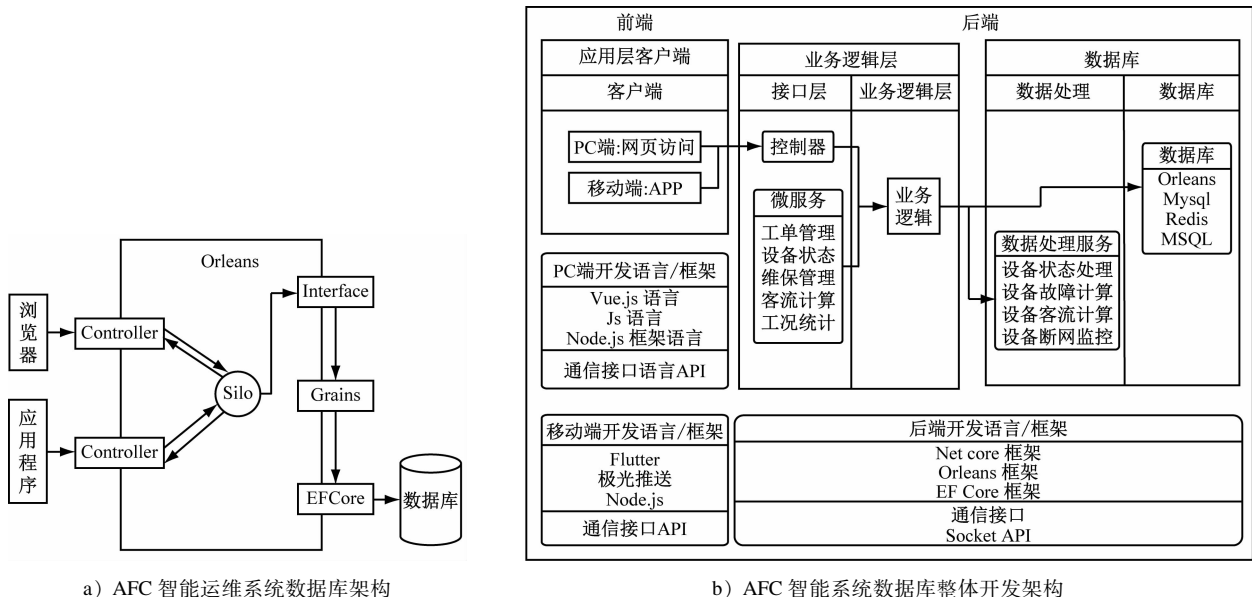 Orleans
浏览器
Controller
应用程序
Controller
Silo
Interface
Grains
EFCore
数据库
a）AFC 智能运维系统数据库架构
前端
后端
应用层客户端
客户端
PC端:网页访问
移动端:APP
PC端开发语言/框架
Vue.js 语言
Js 语言
Node.js 框架语言
通信接口语言API
移动端开发语言/框架
Flutter
极光推送
Node.js
通信接口API
业务逻辑层
接口层
业务逻辑层
控制器
微服务
工单管理
设备状态
维保管理
客流计算
工况统计
业务
逻辑
数据库
数据处理
数据库
数据处理服务
设备状态处理
设备故障计算
设备客流计算
设备断网监控
数据库
Orleans
Mysql
Redis
MSQL
后端开发语言/框架
Net core 框架
Orleans 框架
EF Core 框架
通信接口
Socket API
b）AFC 智能系统数据库整体开发架构